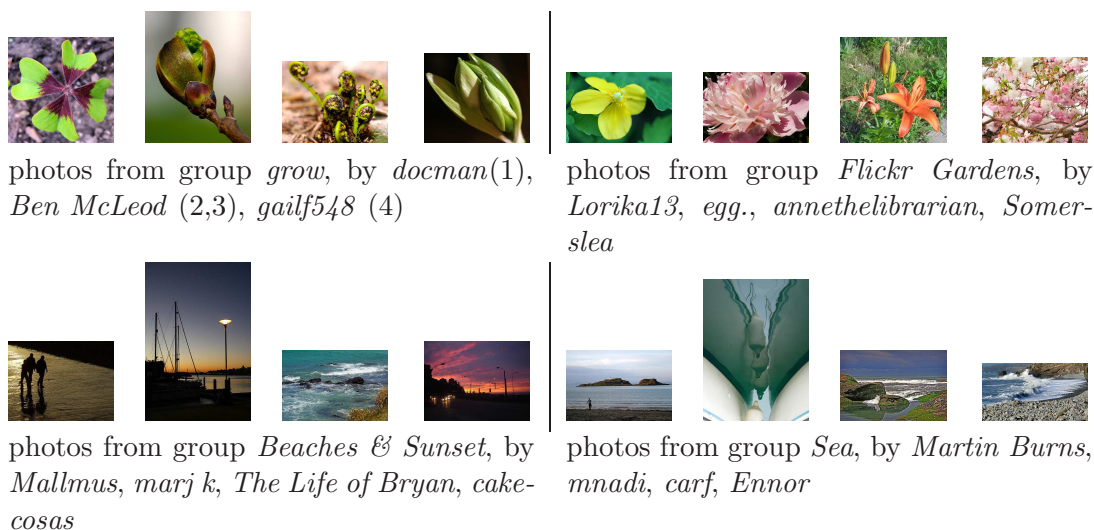 photos from group grow, by docman(1),
Ben McLeod (2,3), gailf548 (4)
photos from group Flickr Gardens, by
Lorika13, egg., annethelibrarian, Somer-
slea
photos from group Beaches & Sunset, by
Mallmus, marj k, The Life of Bryan, cake-
cosas
photos from group Sea, by Martin Burns,
mnadi, carf, Ennor